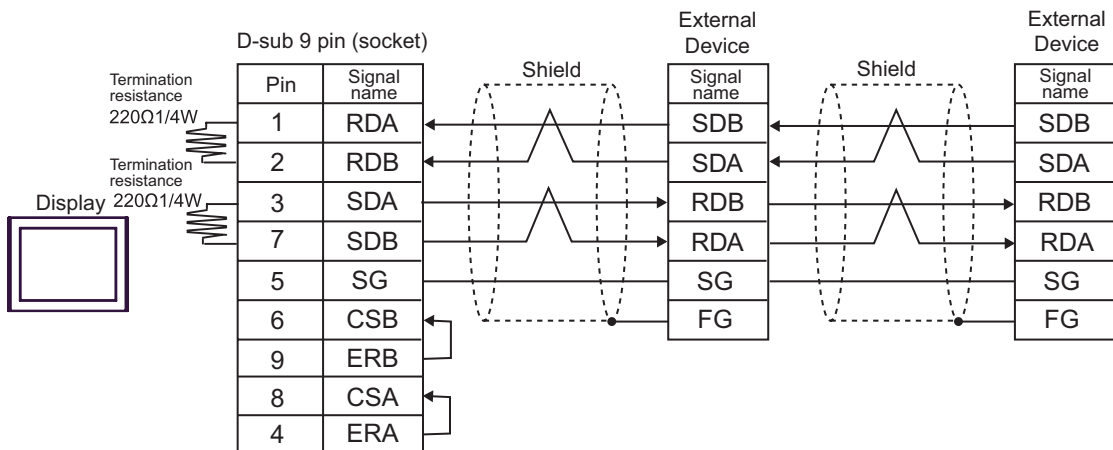 D-sub 9 pin (socket)
External
Device
External
Device
Termination
resistance
220Ω1/4W
Termination
resistance
220Ω1/4W
Display
Pin
Signal
name
1
RDA
2
RDB
3
SDA
7
SDB
5
SG
6
CSB
9
ERB
8
CSA
4
ERA
Shield
Signal
name
SDB
SDA
RDB
RDA
SG
FG
Shield
Signal
name
SDB
SDA
RDB
RDA
SG
FG